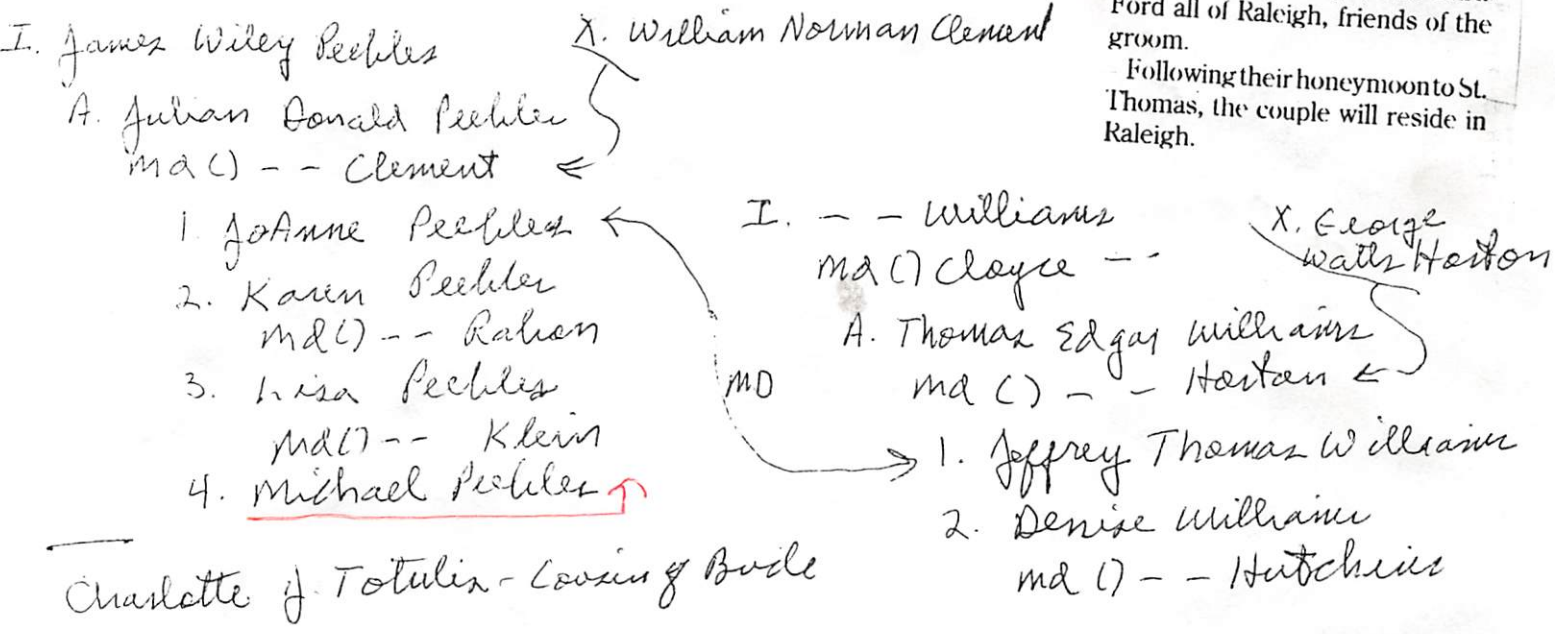 Ford all of Raleigh, friends of the
groom.
Following their honeymoon to St.
Thomas, the couple will reside in
Raleigh.
I. James Wiley Peebles
X. William Norman Clement
A. Julian Donald Peebles
md () - - Clement
1. JoAnne Peebles
2. Karen Peebles
md () - -
3. Lisa Peebles
md () - - Klein
4. Michael Peebles
MD
I. - - Williams
md () Clayce - -
X. George
Watts Horton
A. Thomas Edgar Williams
md () - - Horton
1. Jeffrey Thomas Williams
2. Denise Williams
md () - - Hutchins
Charlotte J. - Cousin of Bride